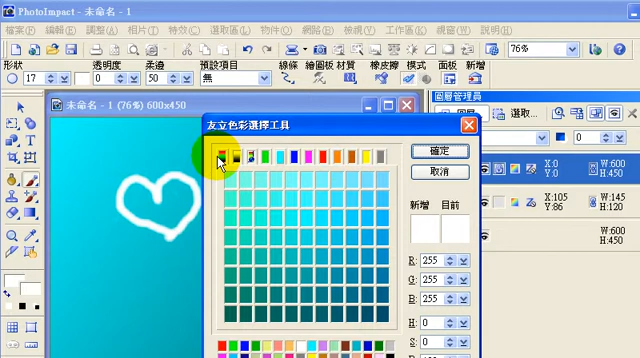 PhotoImpact - 未命名 - 1
檔案(F) 編輯(E) 調整(A) 相片(T) 特效(C) 選取區(L) 物件(O) 網路(B) 檢視(V) 工作區(K) 視窗(W) 說明(H)
76%
形狀 透明度 柔邊 預設項目 線條 繪圖板 材質 橡皮擦 模式 面板 新增
17 0 50 無
未命名 - 1 (76%) 600x450
圖層管理員
圖層 選取...
0
友立色彩選擇工具
確定
取消
新增 目前
R: 255
G: 255
B: 255
H: 0
S: 0
X:0
Y:0
W:600
H:450
X:105
Y:86
W:145
H:120
W:600
H:450